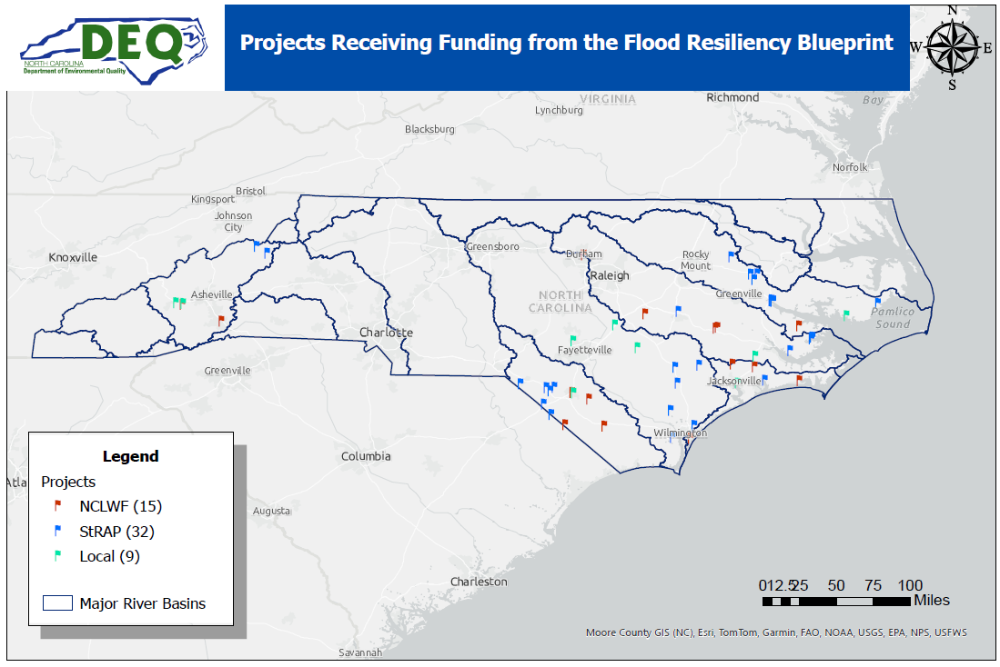 DEQ
NORTH CAROLINA
Department of Environmental Quality
Projects Receiving Funding from the Flood Resiliency Blueprint
N
W
E
S
VIRGINIA
Richmond
Bay
Lynchburg
Blacksburg
Norfolk
Bristol
Kingsport
Johnson
City
Knoxville
Greensboro
Durham
Rocky
Mount
Raleigh
Asheville
NORTH
CAROLINA
Greenville
Pamlico
Sound
Charlotte
Fayetteville
Greenville
Jacksonville
Wilmington
Columbia
Atla
Augusta
Charleston
Savannah
Legend
Projects
NCLWF (15)
StRAP (32)
Local (9)
Major River Basins
012.525 50 75 100
Miles
Moore County GIS (NC), Esri, TomTom, Garmin, FAO, NOAA, USGS, EPA, NPS, USFWS